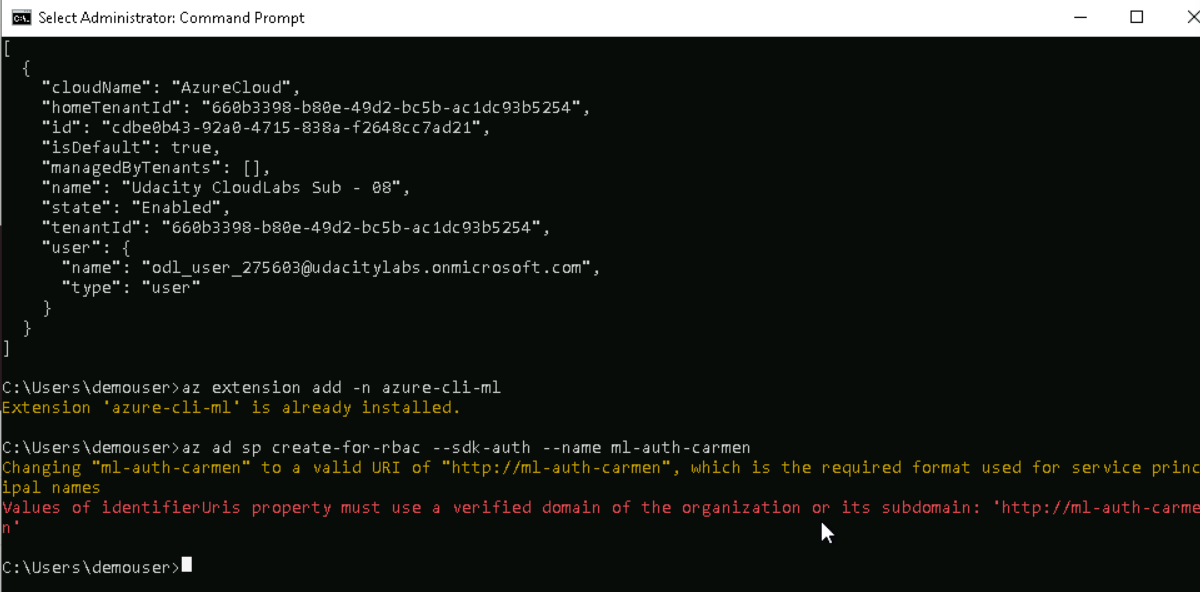 Select Administrator: Command Prompt
[
  {
    "cloudName": "AzureCloud",
    "homeTenantId": "660b3398-b80e-49d2-bc5b-ac1dc93b5254",
    "id": "cdbe0b43-92a0-4715-838a-f2648cc7ad21",
    "isDefault": true,
    "managedByTenants": [],
    "name": "Udacity CloudLabs Sub - 08",
    "state": "Enabled",
    "tenantId": "660b3398-b80e-49d2-bc5b-ac1dc93b5254",
    "user": {
      "name": "odl_user_275603@udacitylabs.onmicrosoft.com",
      "type": "user"
    }
  }
]
C:\Users\demouser>az extension add -n azure-cli-ml
Extension 'azure-cli-ml' is already installed.
C:\Users\demouser>az ad sp create-for-rbac --sdk-auth --name ml-auth-carmen
Changing "ml-auth-carmen" to a valid URI of "http://ml-auth-carmen", which is the required format used for service princ
ipal names
Values of identifierUris property must use a verified domain of the organization or its subdomain: 'http://ml-auth-carme
n'
C:\Users\demouser>